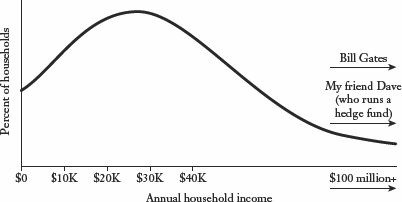 Percent of households
Bill Gates
My friend Dave
(who runs a
hedge fund)
$0 $10K $20K $30K $40K $100 million+
Annual household income